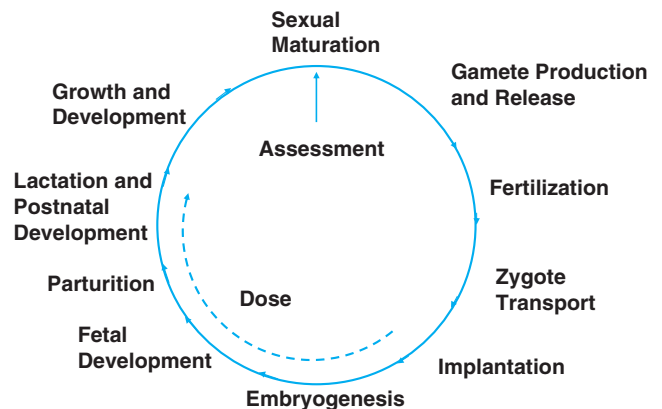 Sexual
Maturation
Gamete Production
and Release
Fertilization
Zygote
Transport
Implantation
Embryogenesis
Fetal
Development
Parturition
Lactation and
Postnatal
Development
Growth and
Development
Assessment
Dose